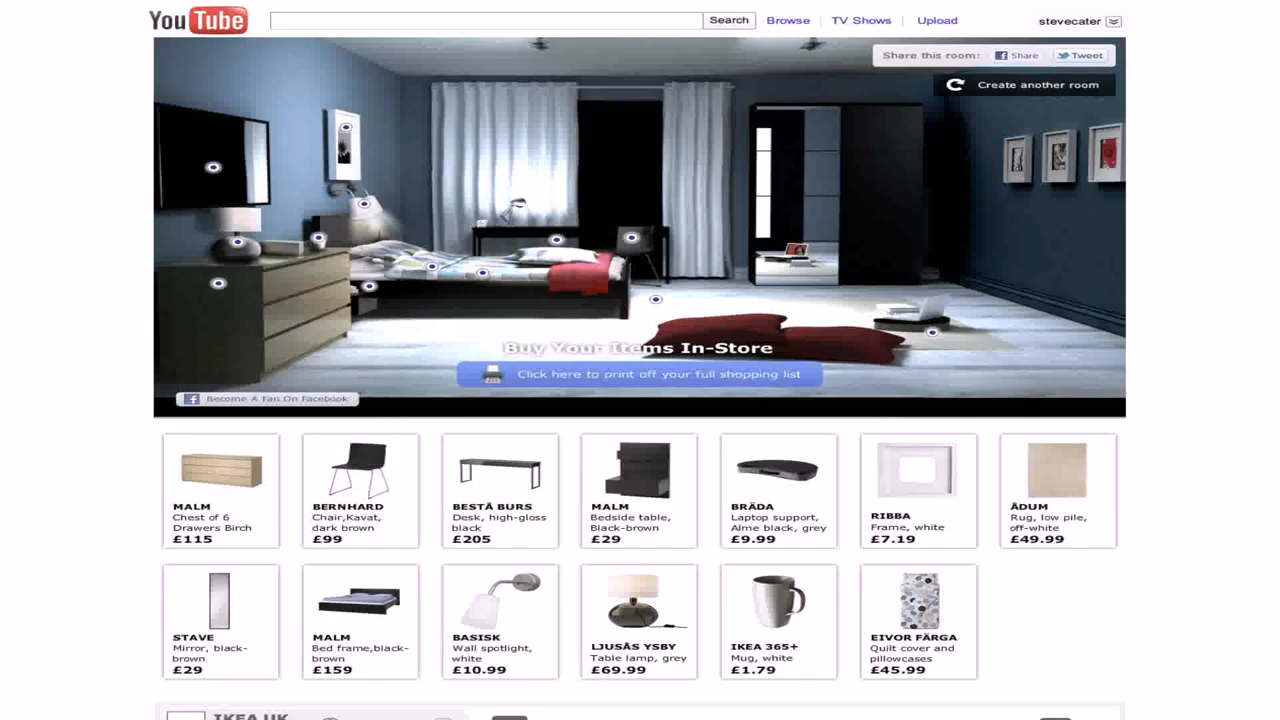 YouTube
Search
Browse
TV Shows
Upload
stevecater
Share this room: Share Tweet
Create another room
Buy Your Items In-Store
Click here to print off your full shopping list
Become A Fan On Facebook
MALM
Chest of 6
Drawers Birch
£115
BERNHARD
Chair,Kavat,
dark brown
£99
BESTÅ BURS
Desk, high-gloss
black
£205
MALM
Bedside table,
Black-brown
£29
BRÄDA
Laptop support,
Alme black, grey
£9.99
RIBBA
Frame, white
£7.19
ÅDUM
Rug, low pile,
off-white
£49.99
STAVE
Mirror, black-
brown
£29
MALM
Bed frame,black-
brown
£159
BASISK
Wall spotlight,
white
£10.99
LJUSÅS YSBY
Table lamp, grey
£69.99
IKEA 365+
Mug, white
£1.79
EIVOR FÄRGA
Quilt cover and
pillowcases
£45.99
IKEA UK